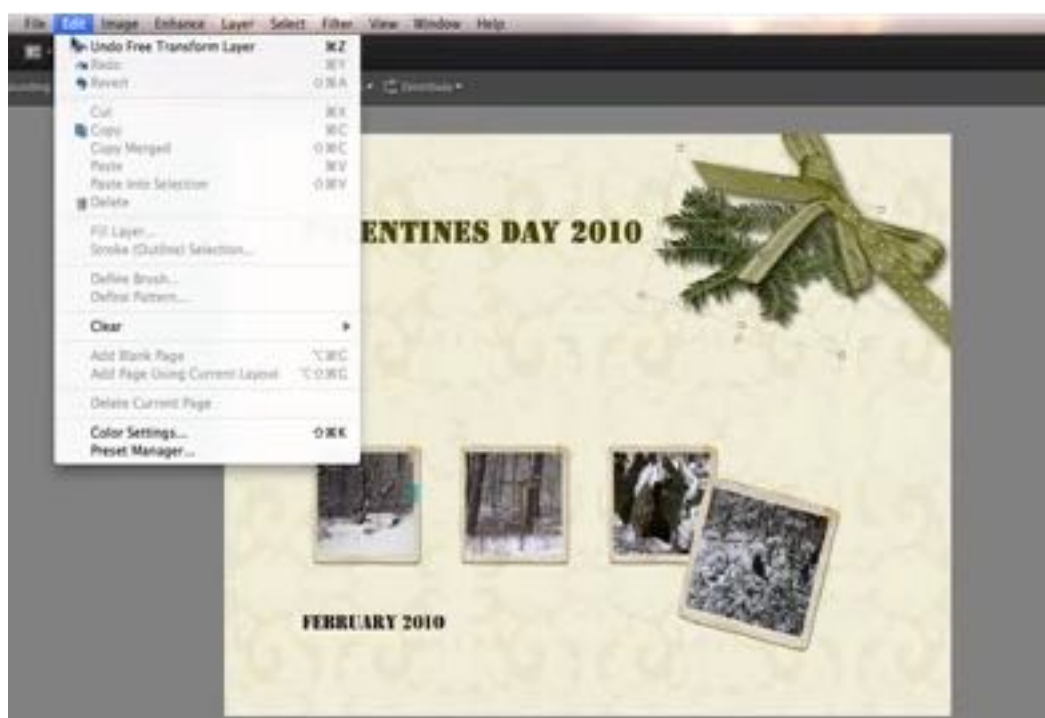 File Edit Image Enhance Layer Select Filter View Window Help
Undo Free Transform Layer ⌘Z
Redo ⌘Y
Revert ⇧⌘A
Cut ⌘X
Copy ⌘C
Copy Merged ⇧⌘C
Paste ⌘V
Paste Into Selection ⇧⌘V
Delete
Fill Layer...
Stroke (Outline) Selection...
Define Brush...
Define Pattern...
Clear
Add Blank Page ⌥⌘G
Add Page Using Current Layout ⌥⇧⌘G
Delete Current Page
Color Settings... ⇧⌘K
Preset Manager...
ENTINES DAY 2010
FEBRUARY 2010